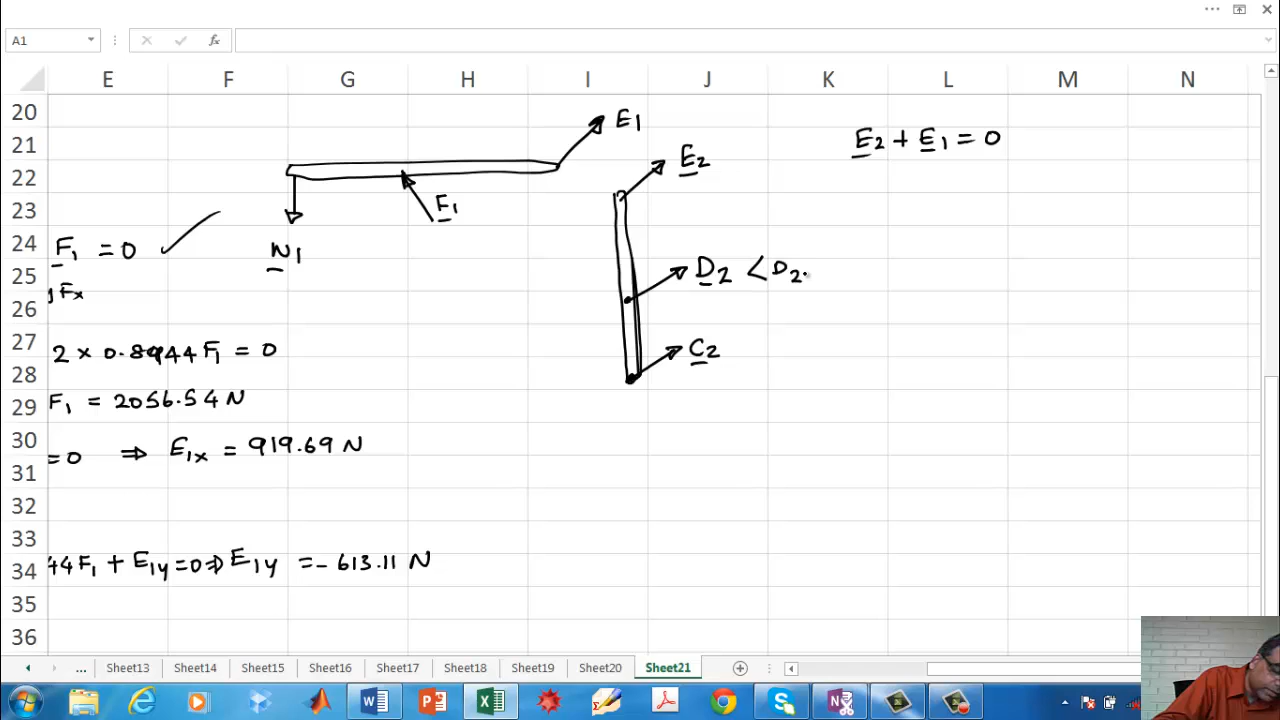 A1
fx
E F G H I J K L M N
20
21
22
23
24
25
26
27
28
29
30
31
32
33
34
35
36
E1
E2 + E1 = 0
E2
F1
F1 = 0
N1
D2 <D2.
Fx
2 x 0.8944 F1 = 0
C2
F1 = 2056.54 N
=0 ⇒ E1x = 919.69 N
44 F1 + E1y =0⇒ E1y =- 613.11 N
... Sheet13 Sheet14 Sheet15 Sheet16 Sheet17 Sheet18 Sheet19 Sheet20 Sheet21